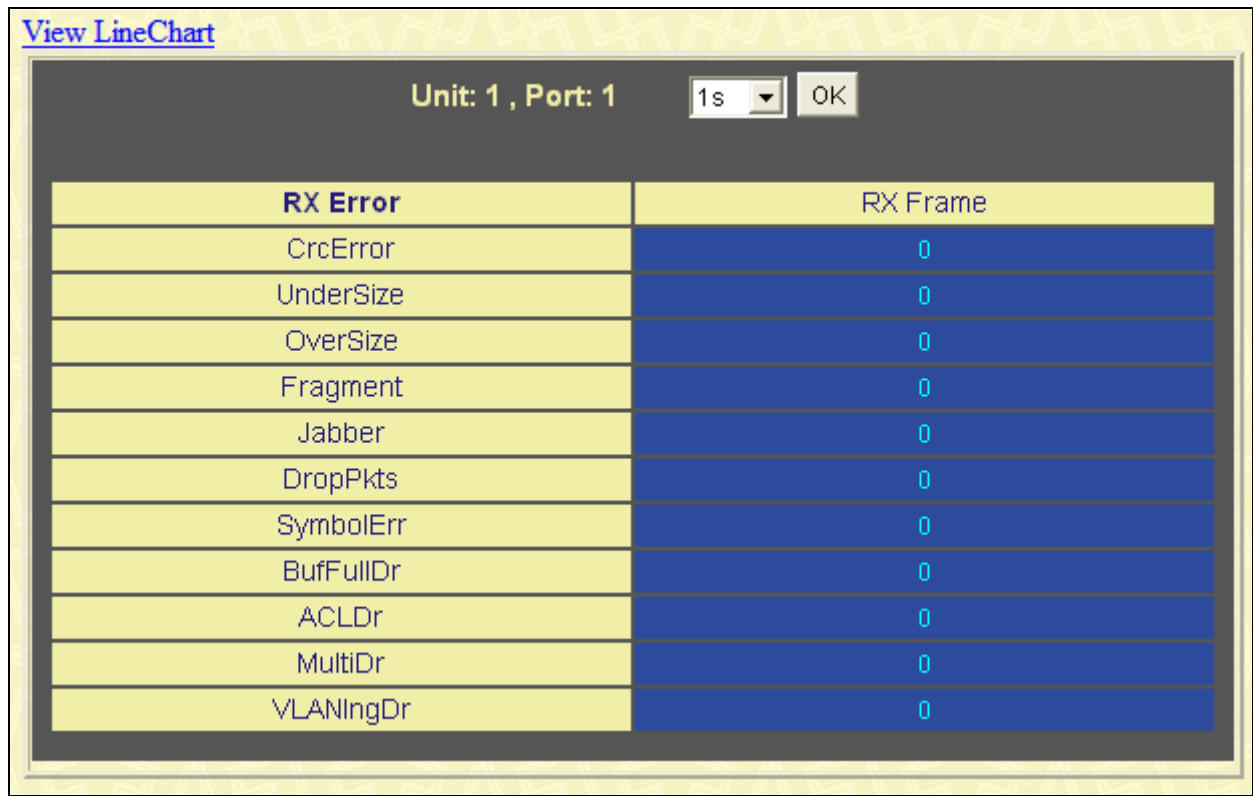 View LineChart
Unit: 1 , Port: 1 1s OK
RX Error RX Frame
CrcError 0
UnderSize 0
OverSize 0
Fragment 0
Jabber 0
DropPkts 0
SymbolErr 0
BufFullDr 0
ACLDr 0
MultiDr 0
VLANIngDr 0